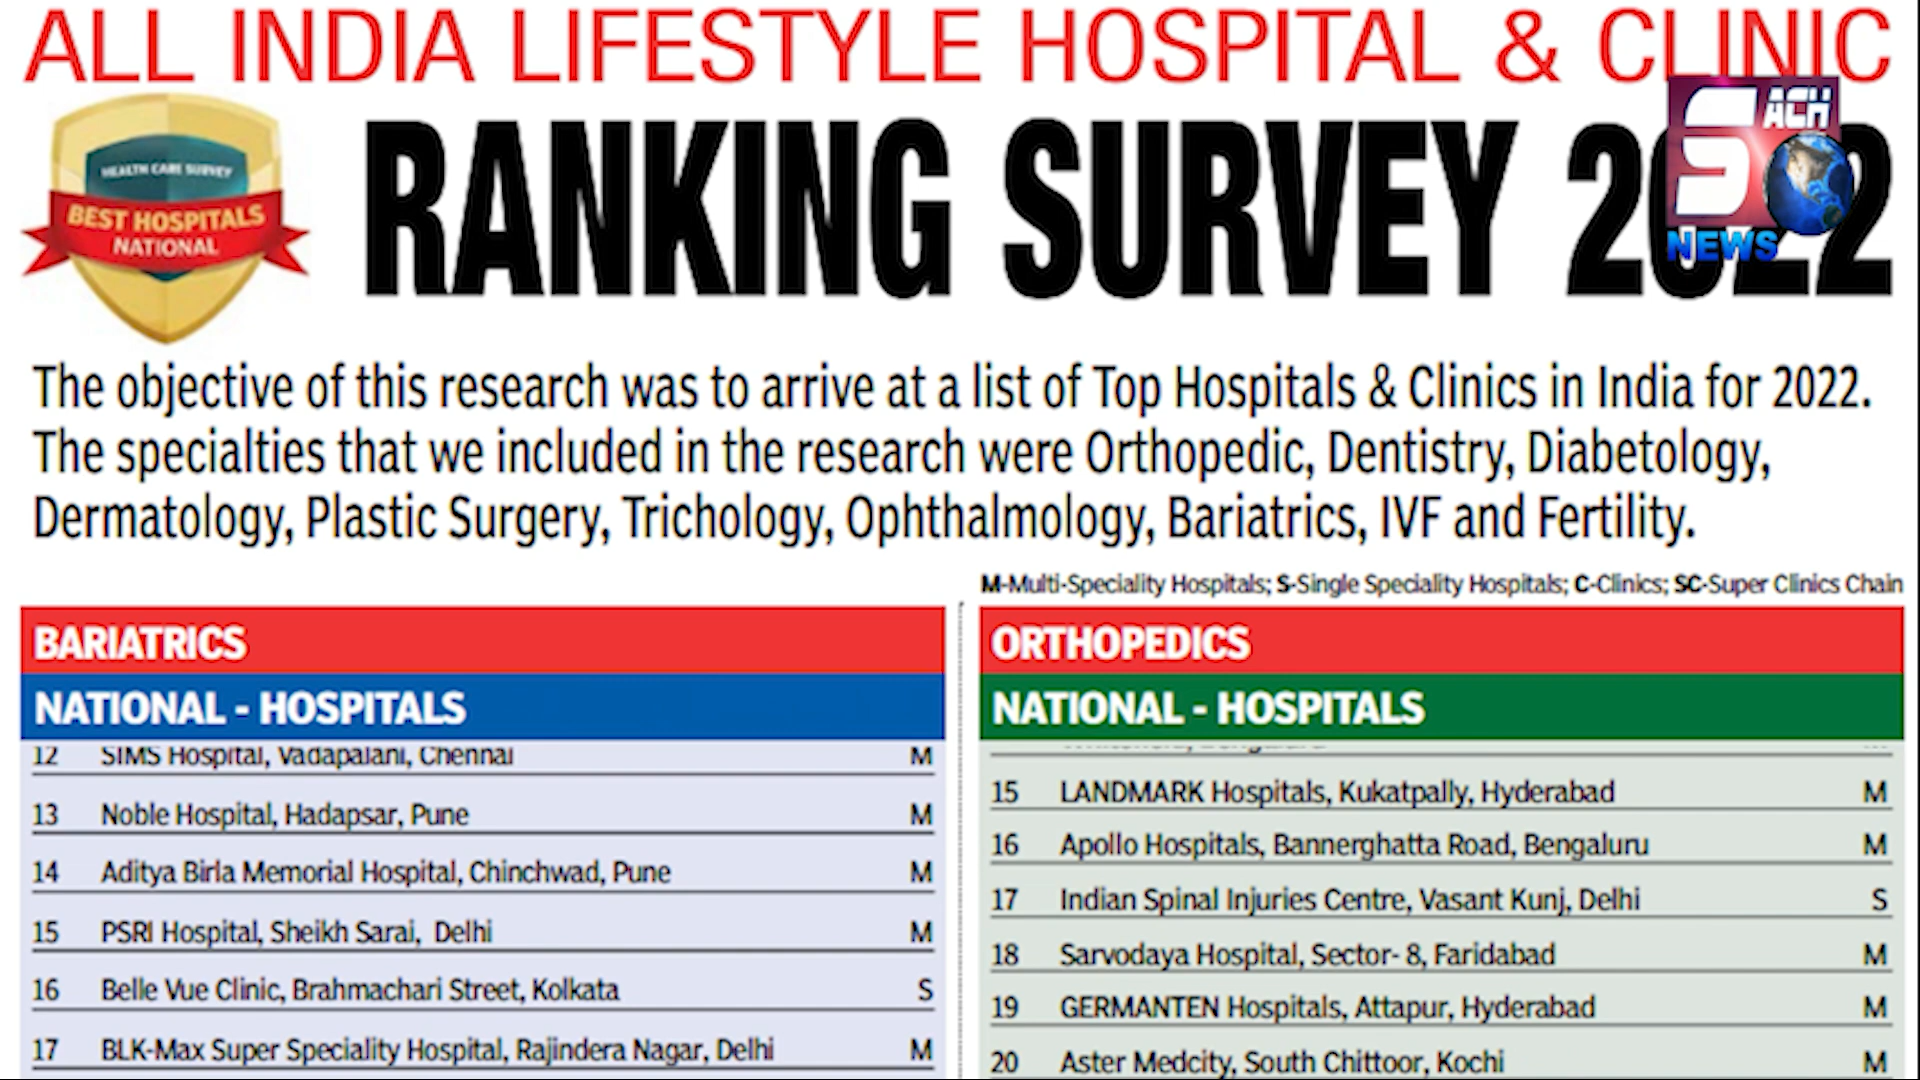 ALL INDIA LIFESTYLE HOSPITAL & CLINIC
RANKING SURVEY 2022
SACH
NEWS
HEALTH CARE SURVEY
BEST HOSPITALS
NATIONAL
The objective of this research was to arrive at a list of Top Hospitals & Clinics in India for 2022.
The specialties that we included in the research were Orthopedic, Dentistry, Diabetology,
Dermatology, Plastic Surgery, Trichology, Ophthalmology, Bariatrics, IVF and Fertility.
M-Multi-Speciality Hospitals; S-Single Speciality Hospitals; C-Clinics; SC-Super Clinics Chain
BARIATRICS
NATIONAL - HOSPITALS
12 SIMS Hospital, Vadapalani, Chennai M
13 Noble Hospital, Hadapsar, Pune M
14 Aditya Birla Memorial Hospital, Chinchwad, Pune M
15 PSRI Hospital, Sheikh Sarai, Delhi M
16 Belle Vue Clinic, Brahmachari Street, Kolkata S
17 BLK-Max Super Speciality Hospital, Rajindera Nagar, Delhi M
ORTHOPEDICS
NATIONAL - HOSPITALS
15 LANDMARK Hospitals, Kukatpally, Hyderabad M
16 Apollo Hospitals, Bannerghatta Road, Bengaluru M
17 Indian Spinal Injuries Centre, Vasant Kunj, Delhi S
18 Sarvodaya Hospital, Sector- 8, Faridabad M
19 GERMANTEN Hospitals, Attapur, Hyderabad M
20 Aster Medcity, South Chittoor, Kochi M